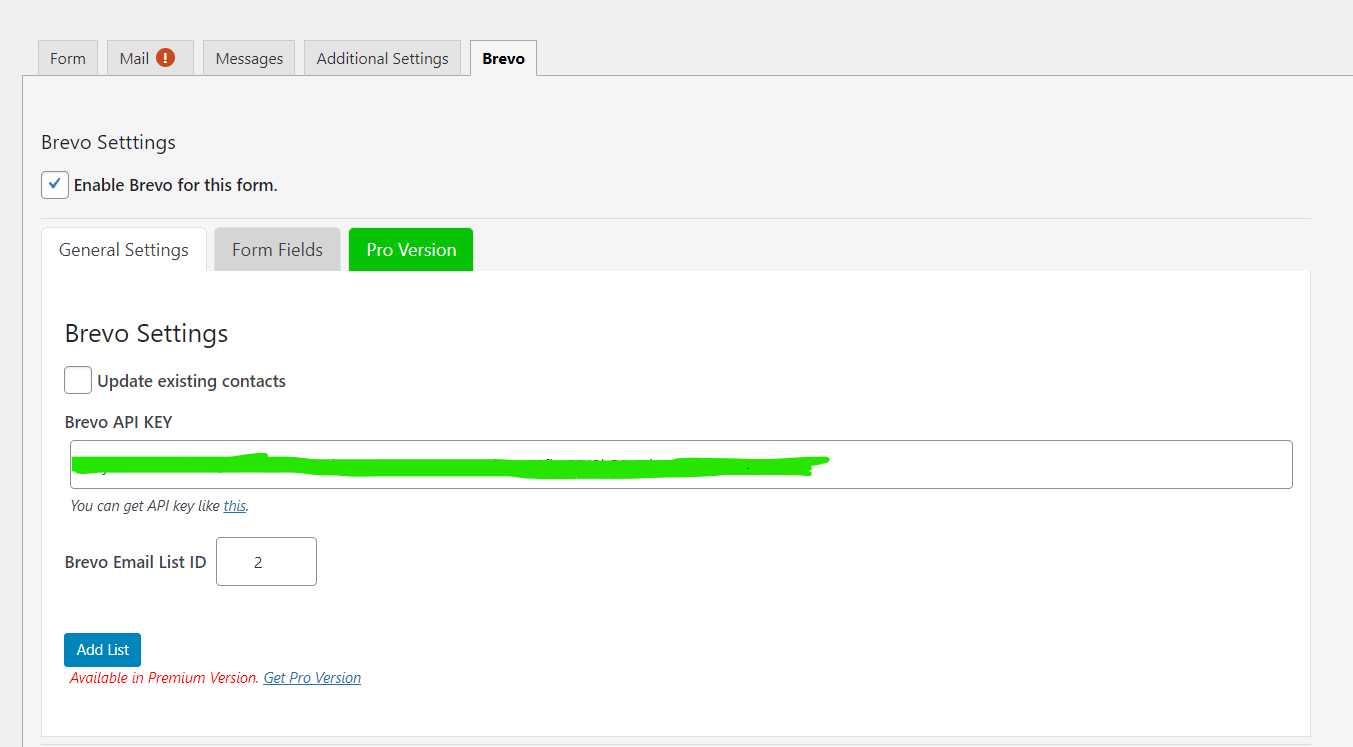 Form Mail ! Messages Additional Settings Brevo
Brevo Setttings
Enable Brevo for this form.
General Settings Form Fields Pro Version
Brevo Settings
Update existing contacts
Brevo API KEY
You can get API key like this.
Brevo Email List ID 2
Add List
Available in Premium Version. Get Pro Version